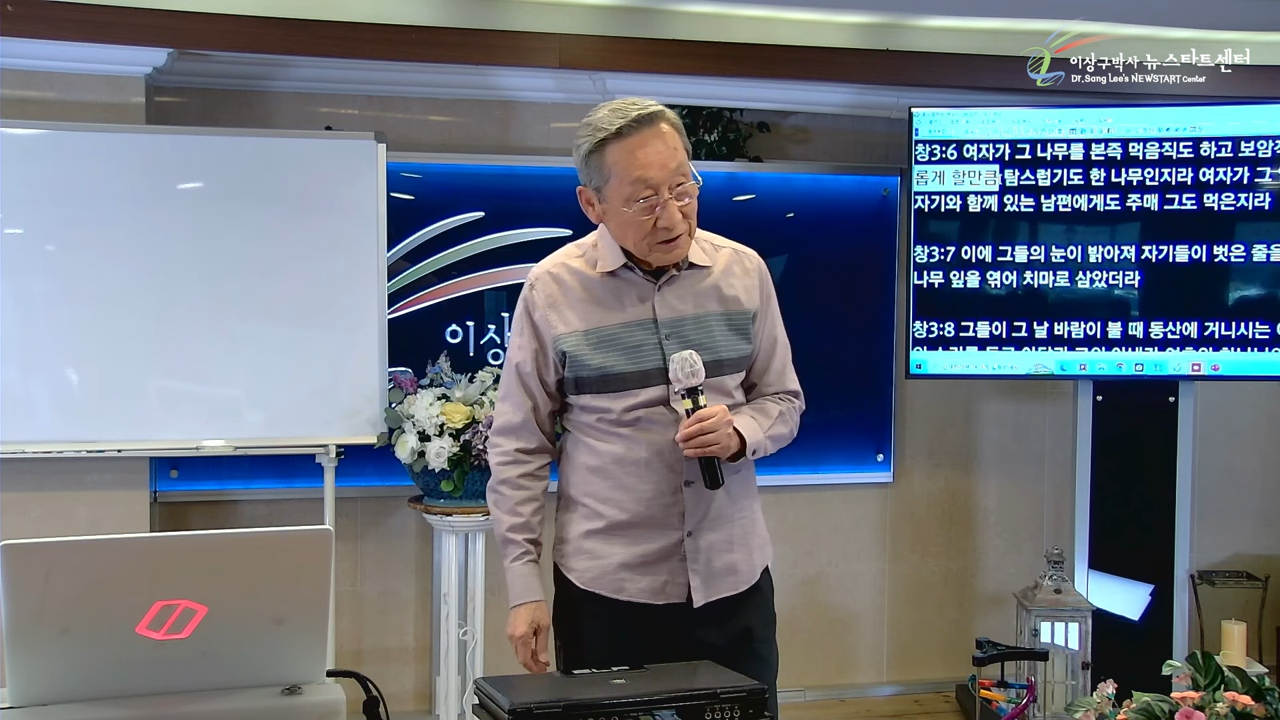 이상구박사 뉴스타트센터
Dr. Sang Lee's NEWSTART Center
창3:6 여자가 그 나무를 본즉 먹음직도 하고
롭게 할만큼 탐스럽기도 한 나무인지라 여자가 그
자기와 함께 있는 남편에게도 주매 그도 먹은지라
창3:7 이에 그들의 눈이 밝아져 자기들이 벗은 줄을
나무 잎을 엮어 치마로 삼았더라
창3:8 그들이 그 날 바람이 불 때 동산에 거니시는
이상